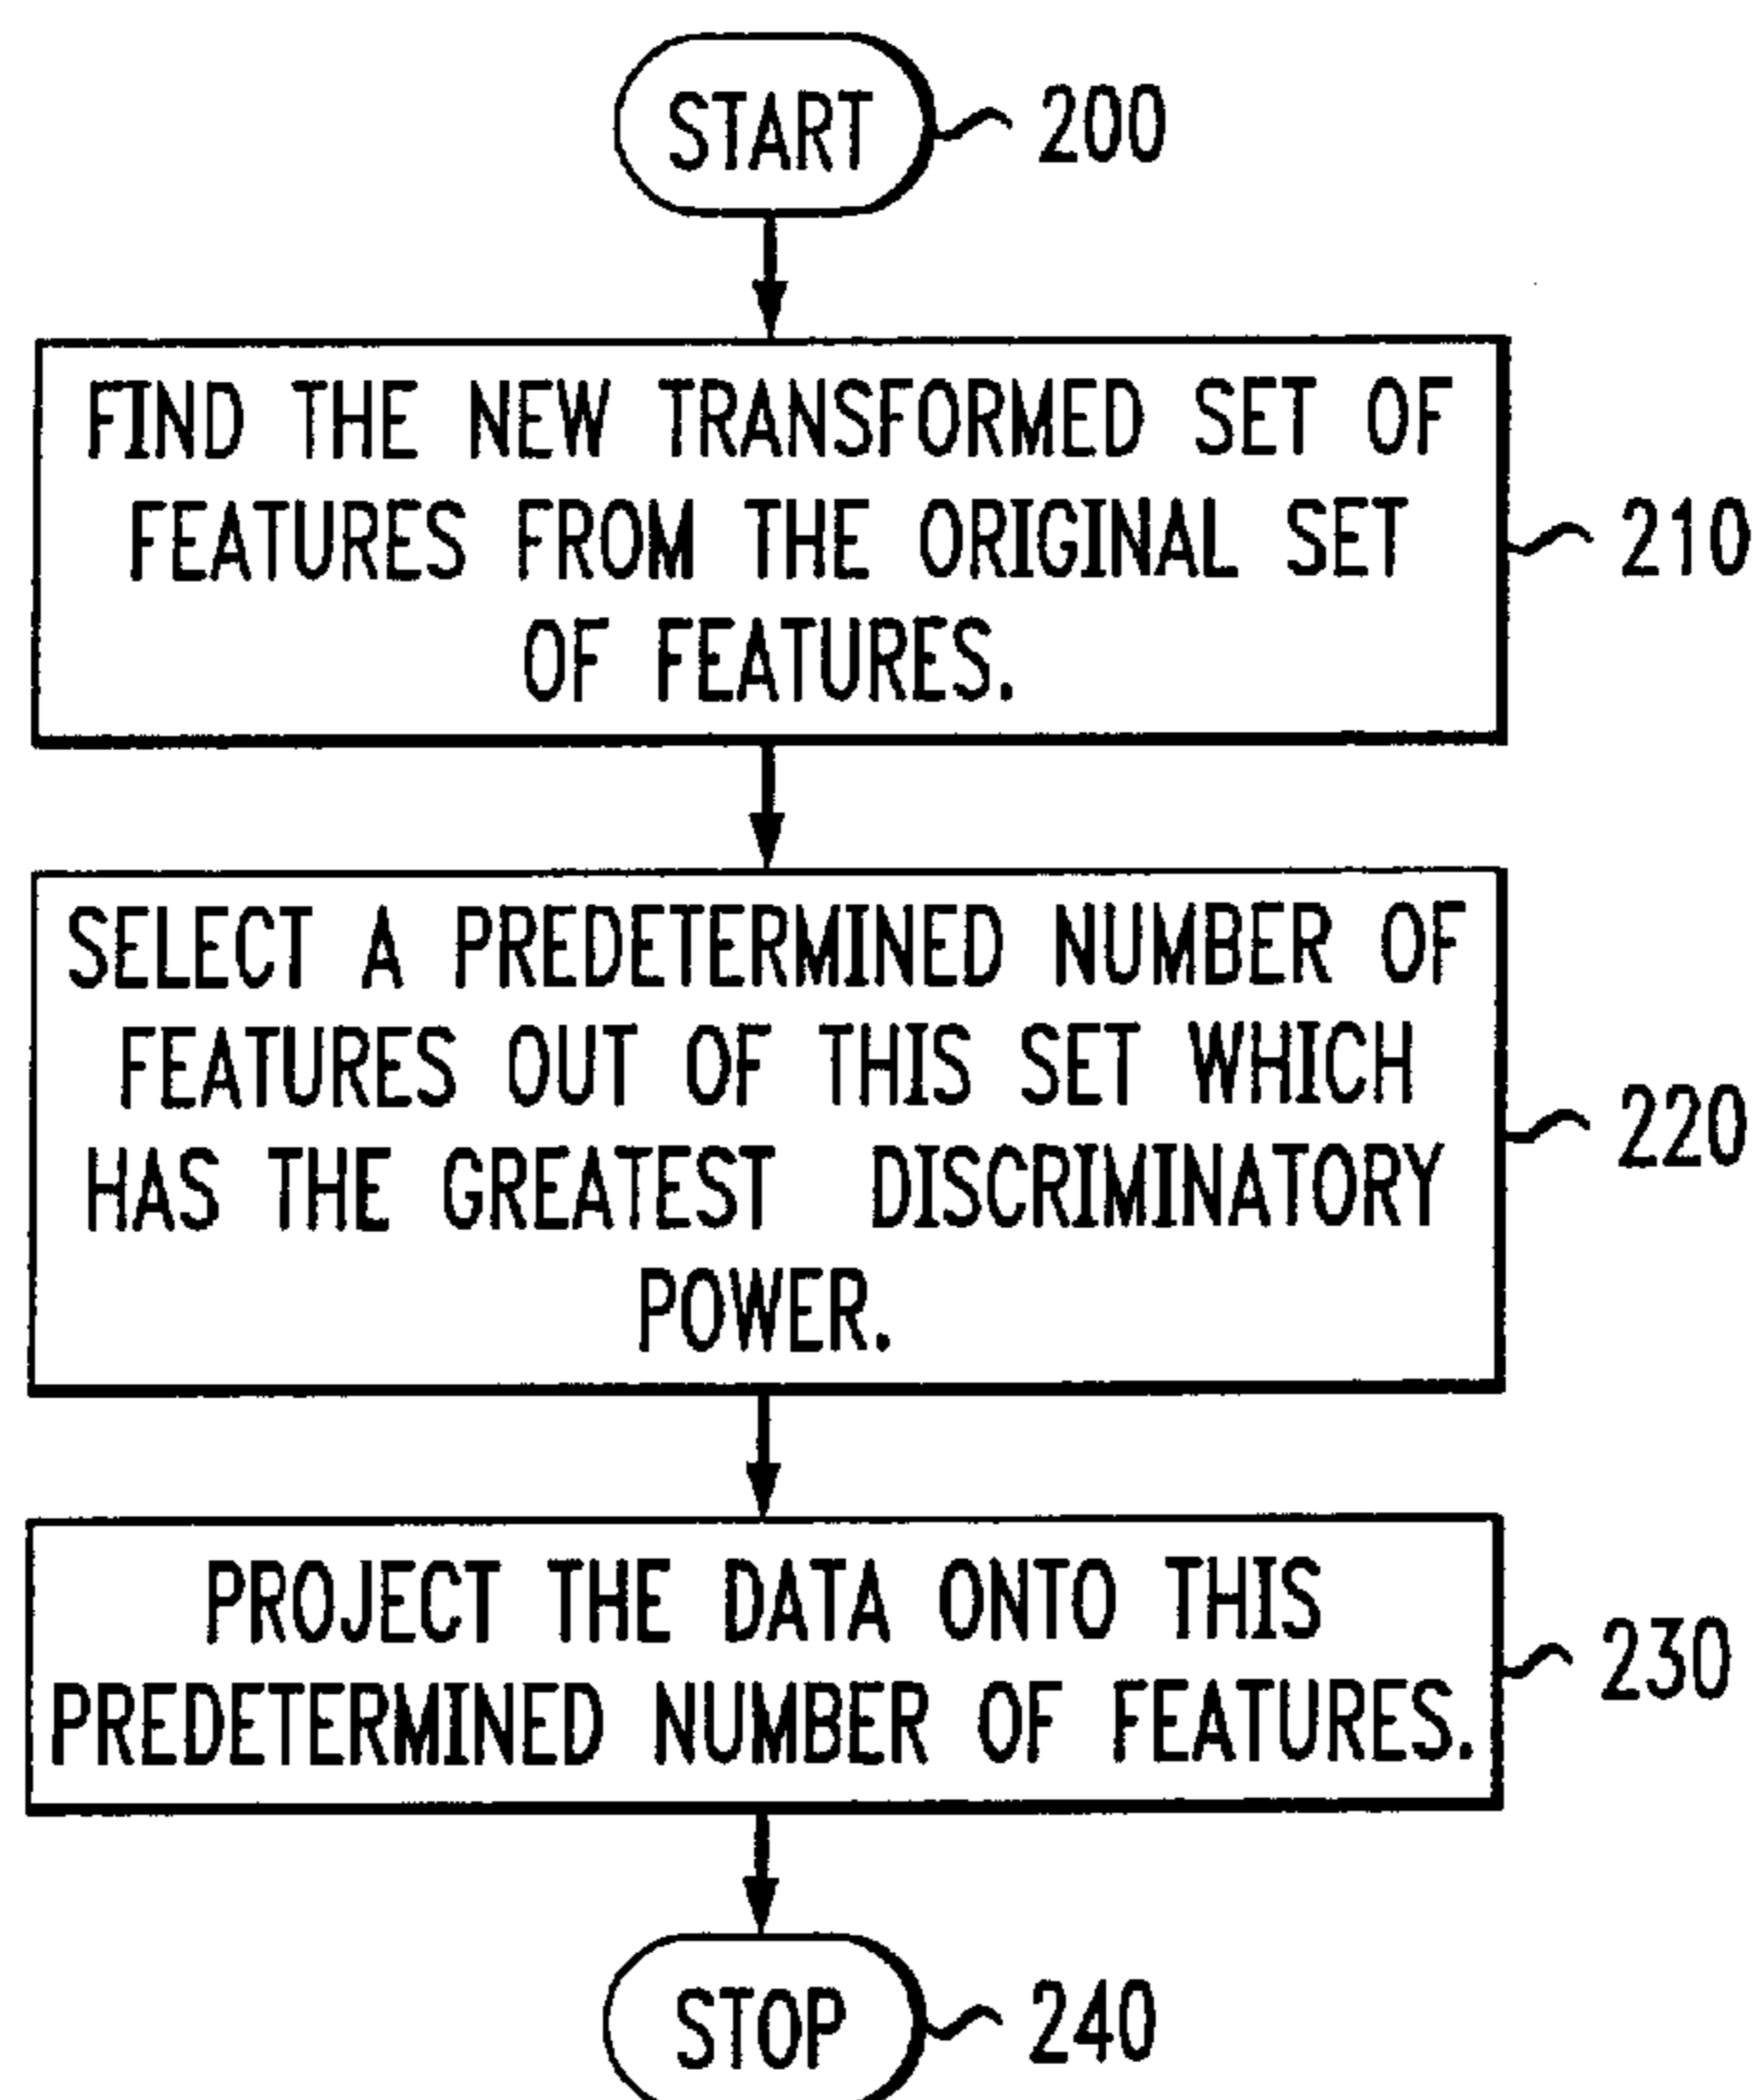 START 200
FIND THE NEW TRANSFORMED SET OF
FEATURES FROM THE ORIGINAL SET
OF FEATURES.
210
SELECT A PREDETERMINED NUMBER OF
FEATURES OUT OF THIS SET WHICH
HAS THE GREATEST DISCRIMINATORY
POWER.
220
PROJECT THE DATA ONTO THIS
PREDETERMINED NUMBER OF FEATURES.
230
STOP 240